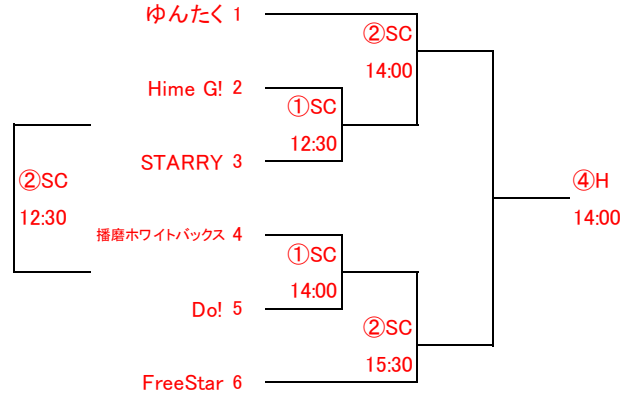 ゆんたく 1
②SC
14:00
Hime G! 2
①SC
12:30
STARRY 3
②SC
12:30
④H
14:00
播磨ホワイトバックス 4
①SC
14:00
Do! 5
②SC
15:30
FreeStar 6